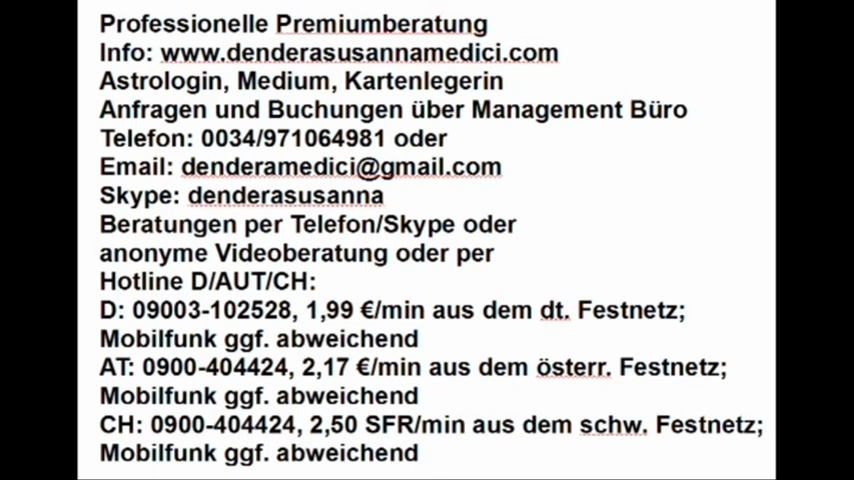 Professionelle Premiumberatung
Info: www.denderasusannamedici.com
Astrologin, Medium, Kartenlegerin
Anfragen und Buchungen über Management Büro
Telefon: 0034/971064981 oder
Email: denderamedici@gmail.com
Skype: denderasusanna
Beratungen per Telefon/Skype oder
anonyme Videoberatung oder per
Hotline D/AUT/CH:
D: 09003-102528, 1,99 €/min aus dem dt. Festnetz;
Mobilfunk ggf. abweichend
AT: 0900-404424, 2,17 €/min aus dem österr. Festnetz;
Mobilfunk ggf. abweichend
CH: 0900-404424, 2,50 SFR/min aus dem schw. Festnetz;
Mobilfunk ggf. abweichend